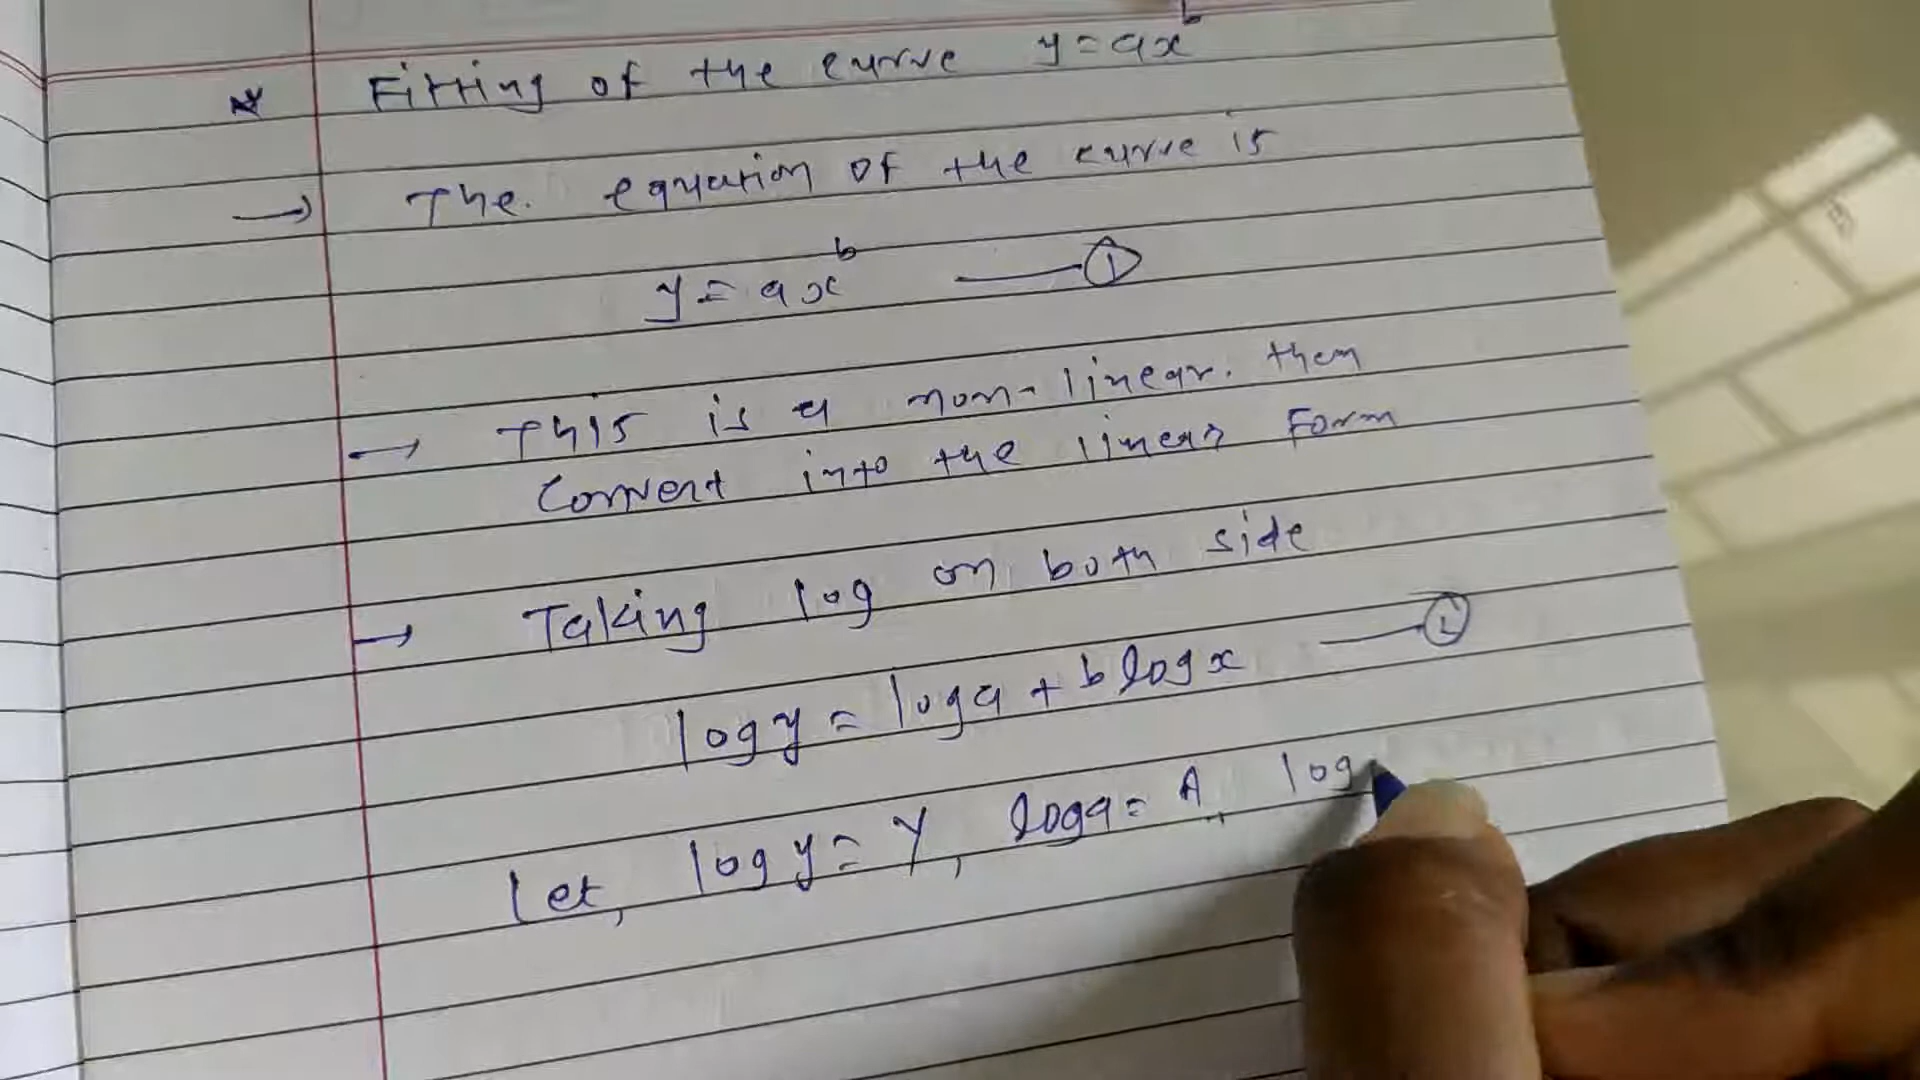 Fitting of the curve y = ax^b
→ The. equation of the curve is
y = ax^b —— ①
→ This is a non-linear. then
Convert into the linear Form
→ Taking log on both side
log y = log a + b log x —— ②
Let, log y = Y, log a = A, log